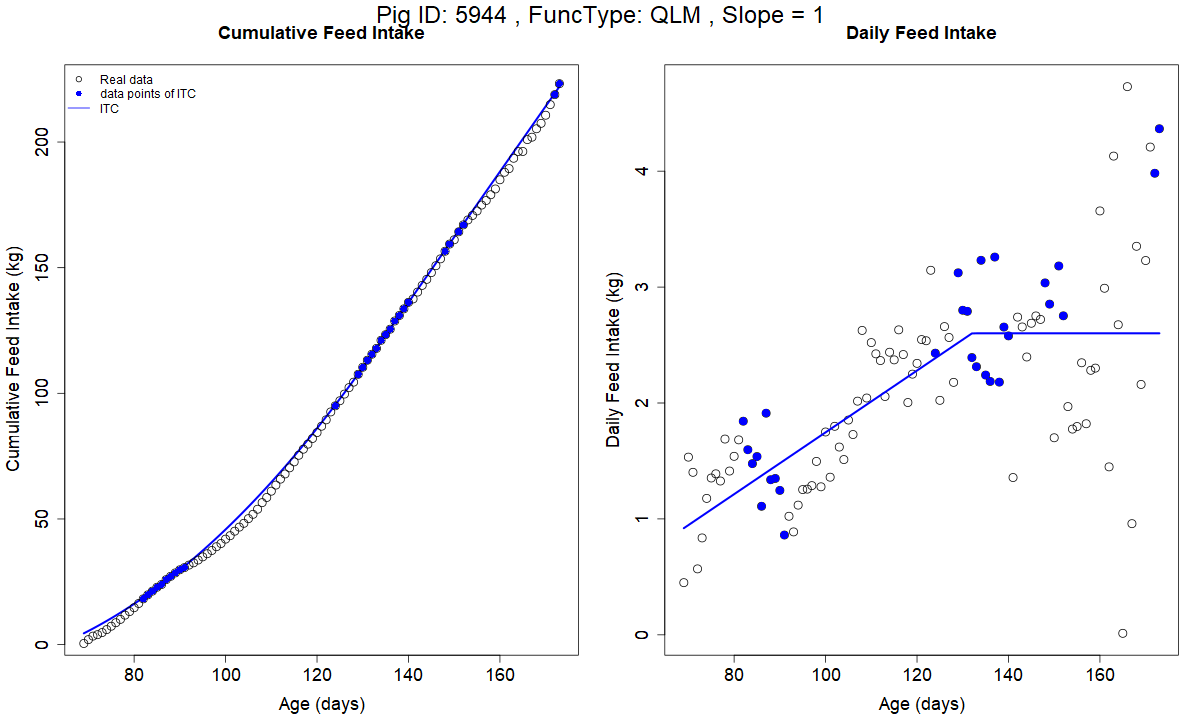 Pig ID: 5944 , FuncType: QLM , Slope = 1
Cumulative Feed Intake
Daily Feed Intake
Real data
data points of ITC
ITC
Cumulative Feed Intake (kg)
0
50
100
150
200
80
100
120
140
160
Age (days)
Daily Feed Intake (kg)
0
1
2
3
4
80
100
120
140
160
Age (days)